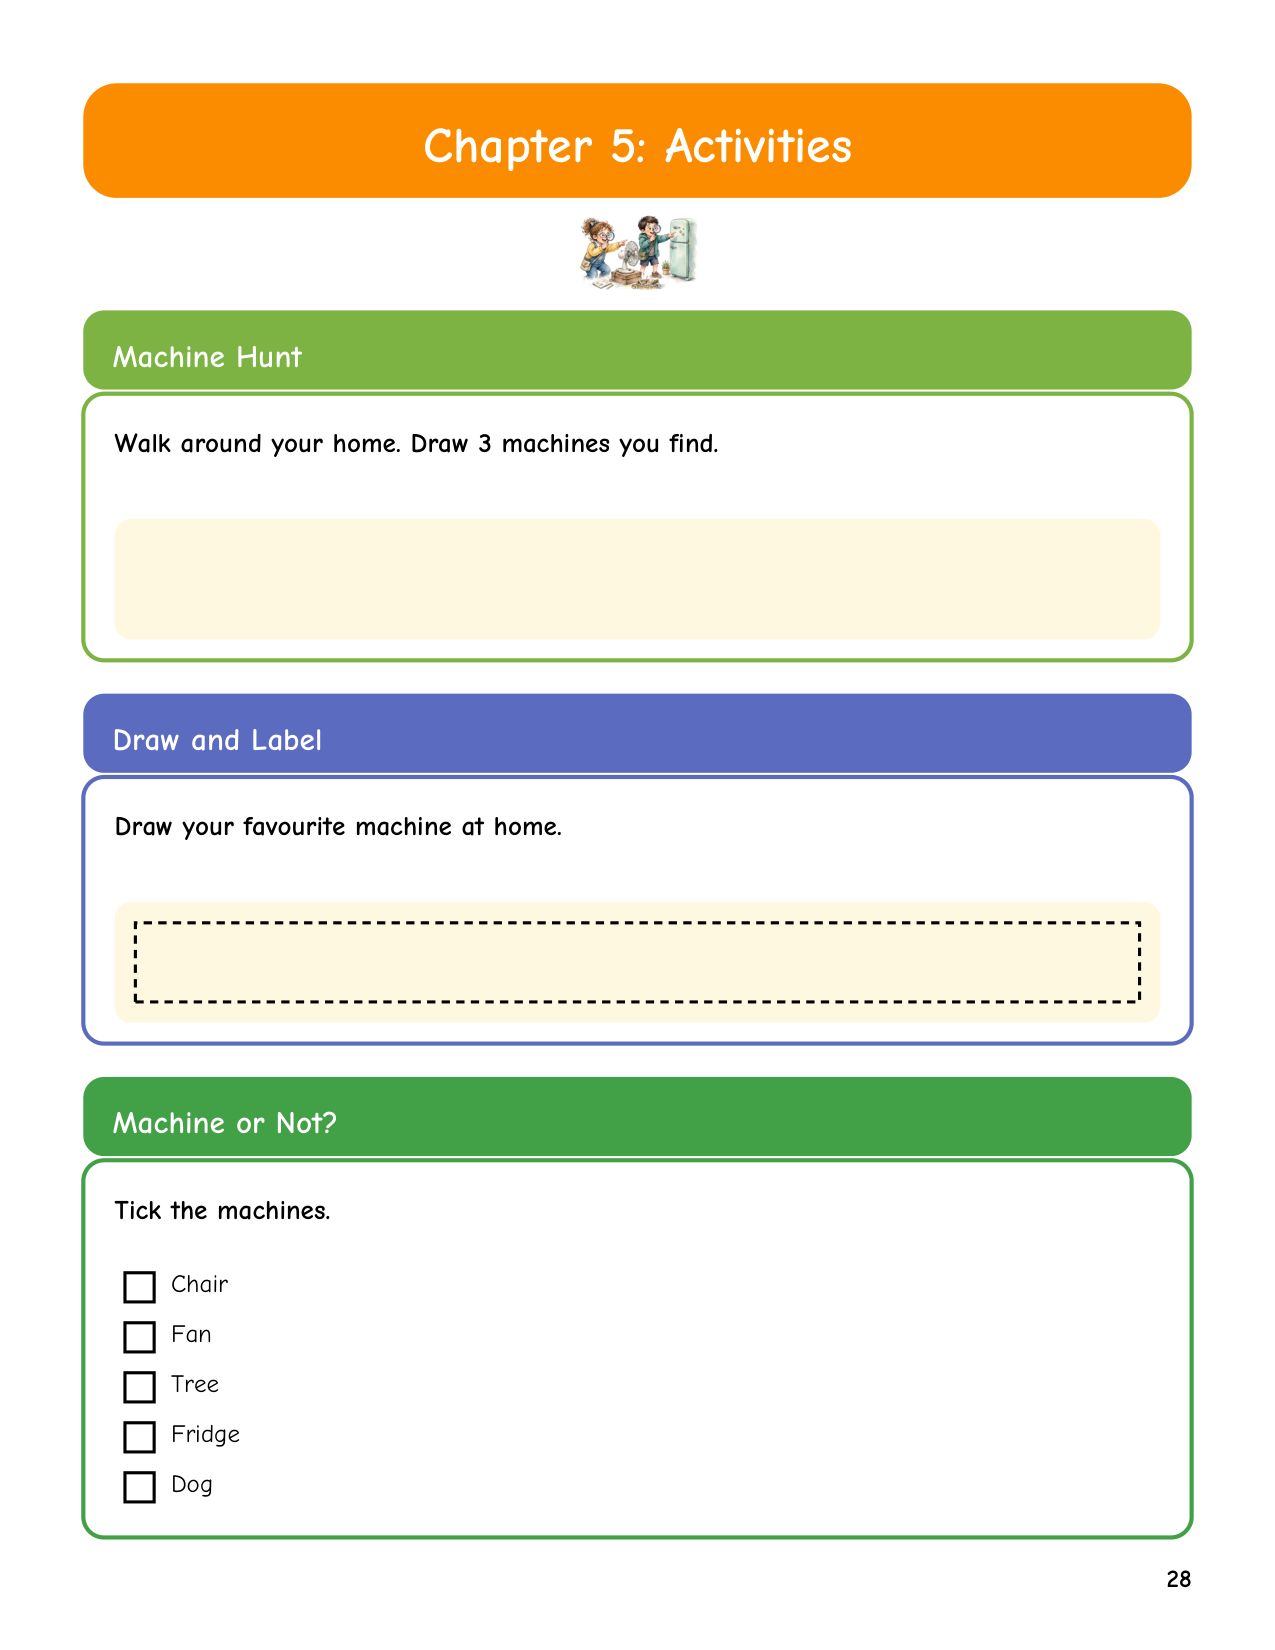 Chapter 5: Activities
Machine Hunt
Walk around your home. Draw 3 machines you find.
Draw and Label
Draw your favourite machine at home.
Machine or Not?
Tick the machines.
Chair
Fan
Tree
Fridge
Dog
28